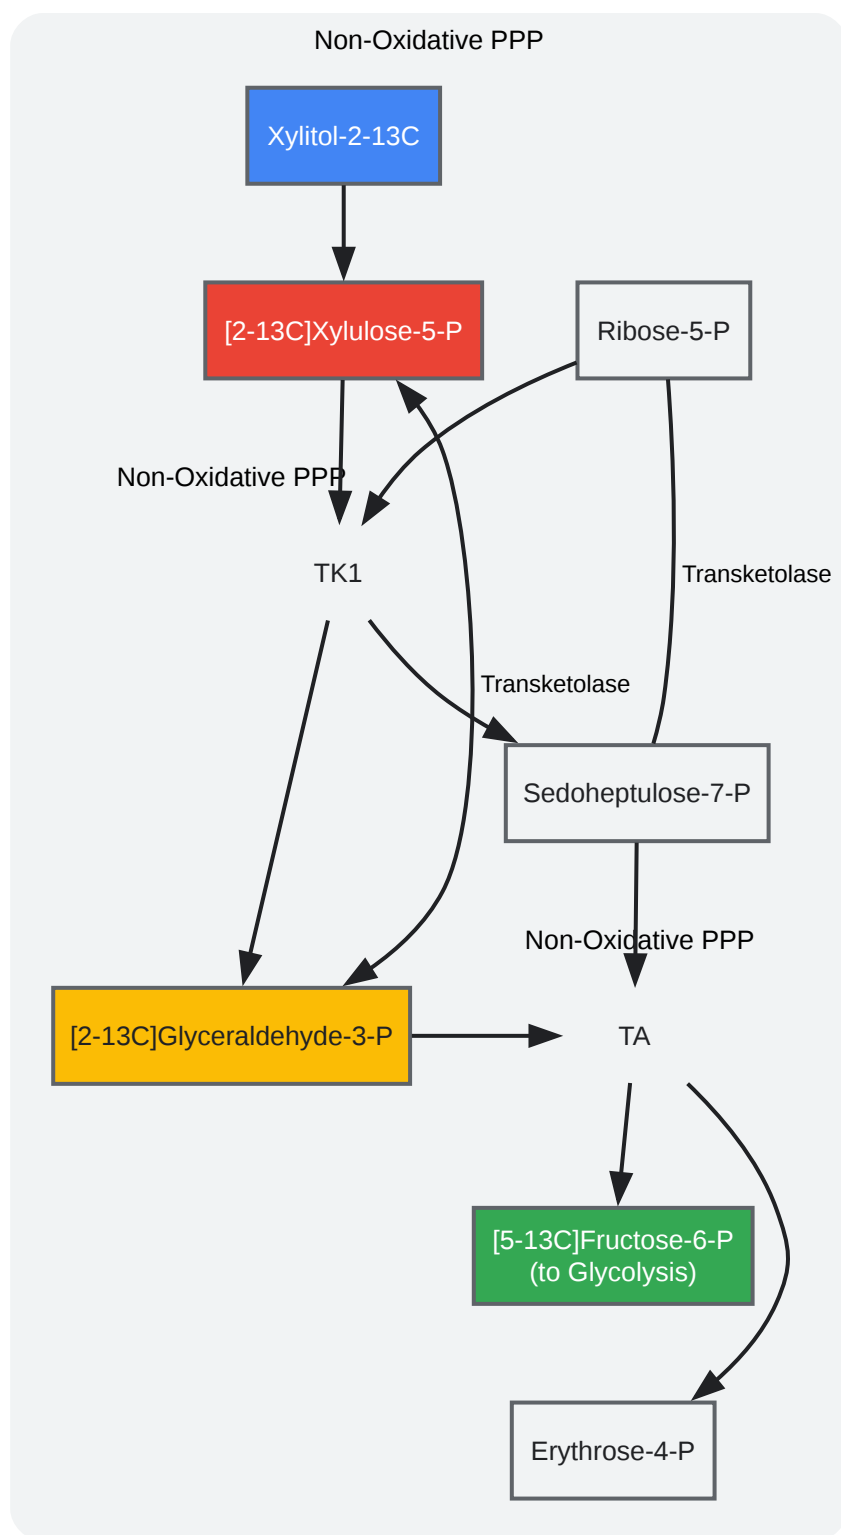 Non-Oxidative PPP
Xylitol-2-13C
[2-13C]Xylulose-5-P
Ribose-5-P
Non-Oxidative PPP
TK1
Transketolase
Transketolase
Sedoheptulose-7-P
Non-Oxidative PPP
[2-13C]Glyceraldehyde-3-P
TA
[5-13C]Fructose-6-P
(to Glycolysis)
Erythrose-4-P